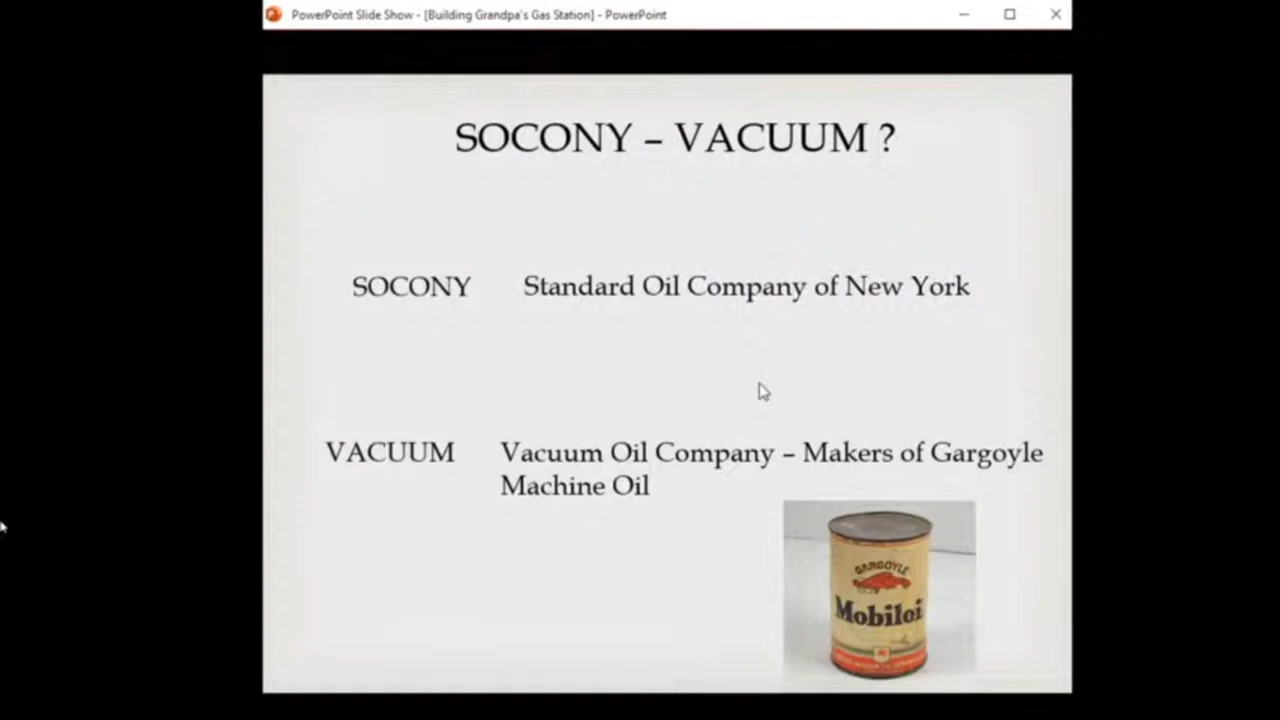 PowerPoint Slide Show - [Building Grandpa's Gas Station] - PowerPoint
SOCONY – VACUUM ?
SOCONY Standard Oil Company of New York
VACUUM Vacuum Oil Company – Makers of Gargoyle
Machine Oil
GARGOYLE
Mobiloil